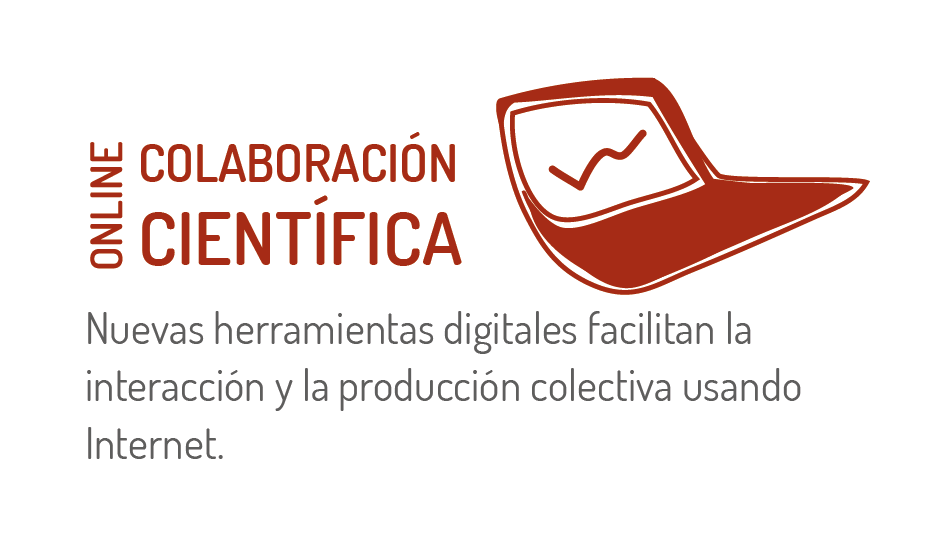 ONLINE
COLABORACIÓN
CIENTÍFICA
Nuevas herramientas digitales facilitan la
interacción y la producción colectiva usando
Internet.